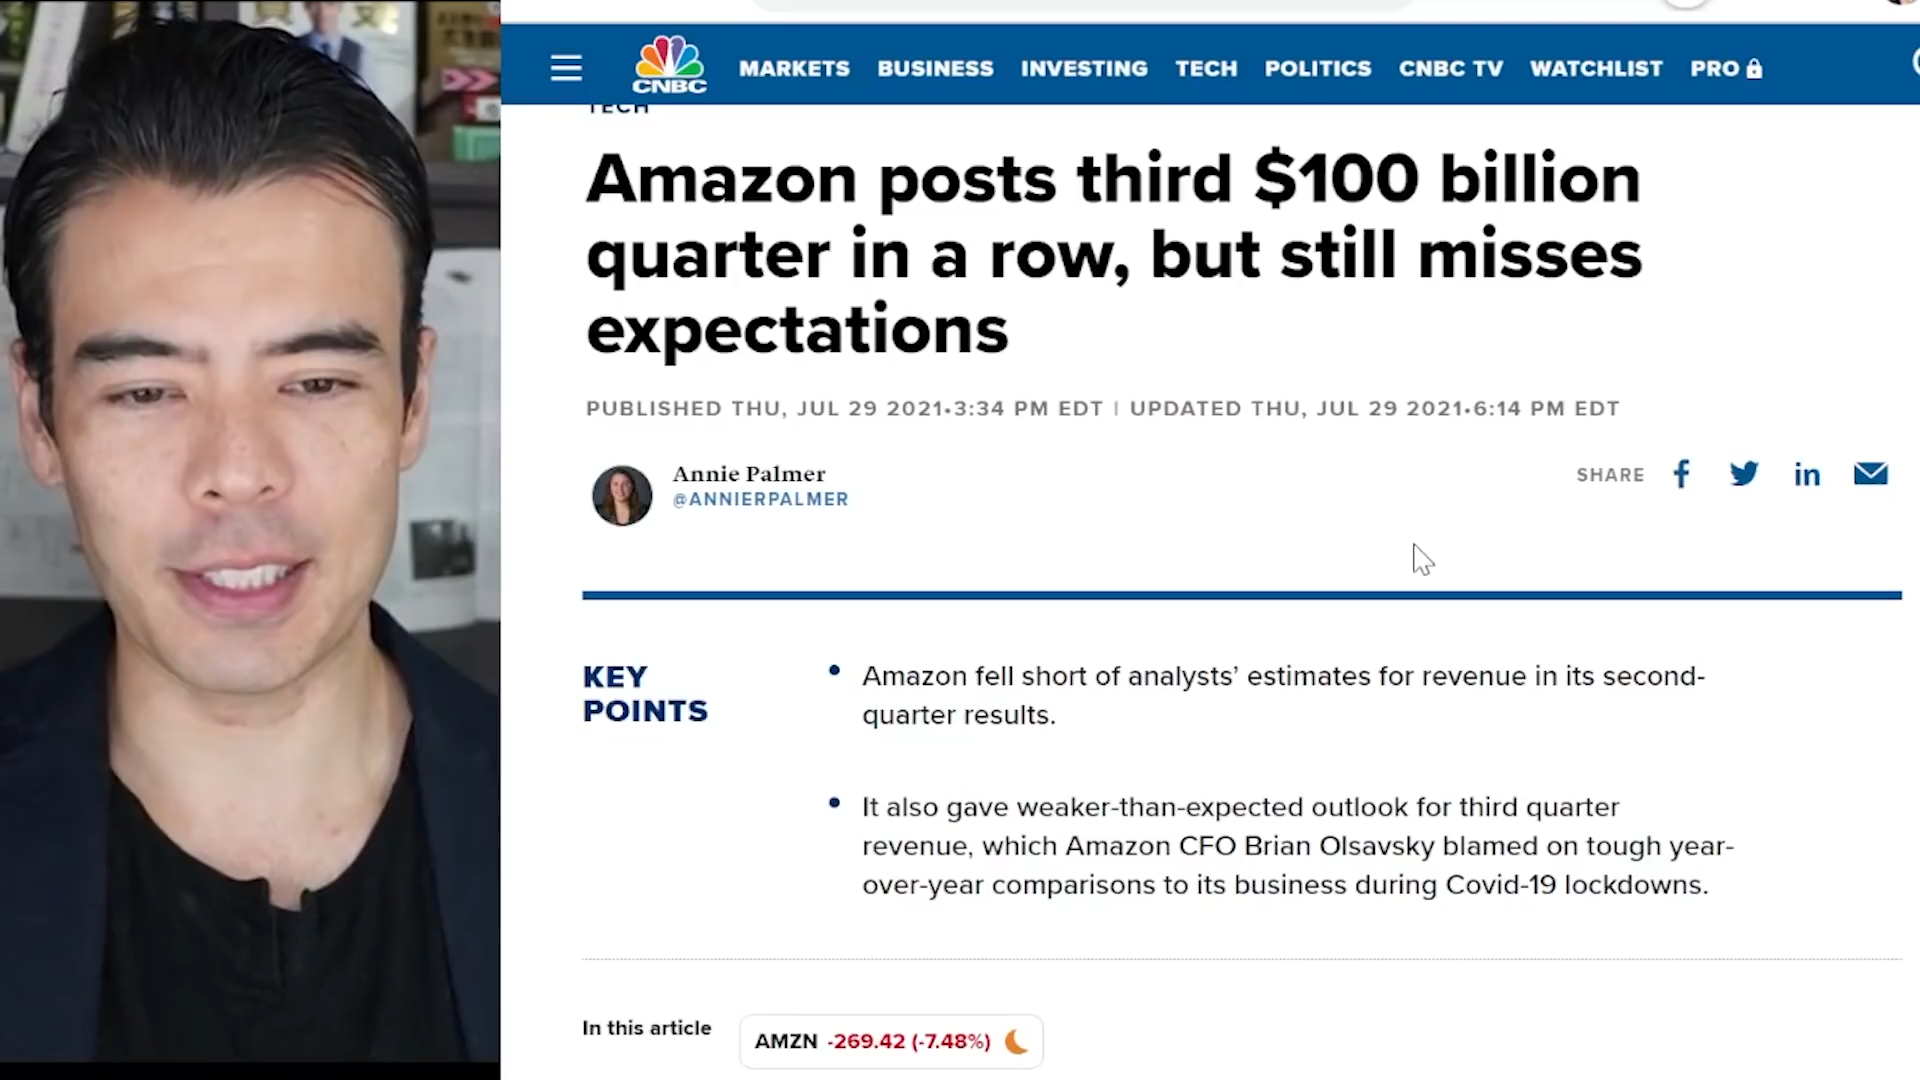 CNBC
MARKETS BUSINESS INVESTING TECH POLITICS CNBC TV WATCHLIST PRO
TECH
Amazon posts third $100 billion
quarter in a row, but still misses
expectations
PUBLISHED THU, JUL 29 2021•3:34 PM EDT | UPDATED THU, JUL 29 2021•6:14 PM EDT
Annie Palmer
@ANNIERPALMER
SHARE
KEY
POINTS
• Amazon fell short of analysts’ estimates for revenue in its second-
quarter results.
• It also gave weaker-than-expected outlook for third quarter
revenue, which Amazon CFO Brian Olsavsky blamed on tough year-
over-year comparisons to its business during Covid-19 lockdowns.
In this article
AMZN -269.42 (-7.48%)